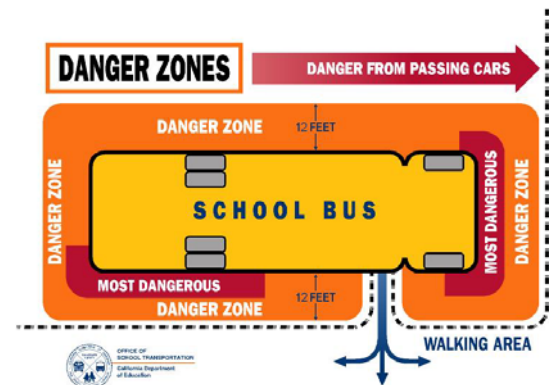 DANGER ZONES
DANGER FROM PASSING CARS
DANGER ZONE
12 FEET
DANGER ZONE
SCHOOL BUS
MOST DANGEROUS
DANGER ZONE
MOST DANGEROUS
DANGER ZONE
12 FEET
WALKING AREA
OFFICE OF
SCHOOL TRANSPORTATION
California Department
of Education